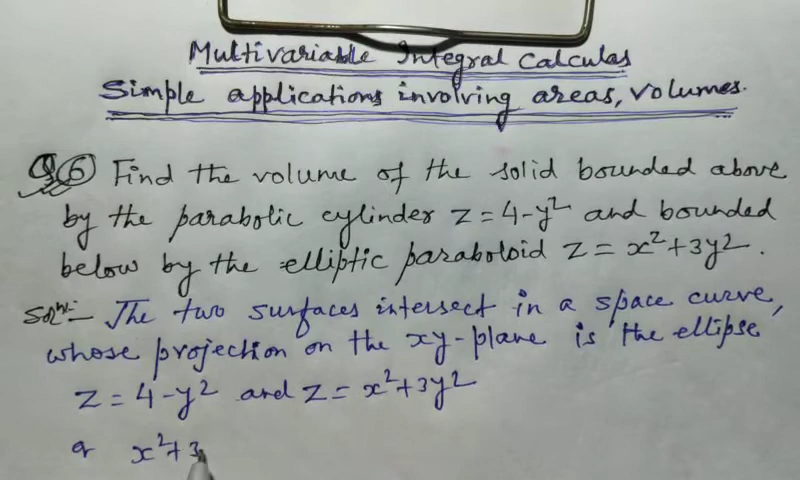 Multivariable Integral Calculas
Simple applications involving areas, volumes.
Q⑥ Find the volume of the solid bounded above
by the parabolic cylinder z = 4-y² and bounded
below by the elliptic paraboloid z = x²+3y².
Solⁿ:- The two surfaces intersect in a space curve,
whose projection on the xy-plane is the ellipse
z = 4-y² and z = x²+3y²
or x²+3